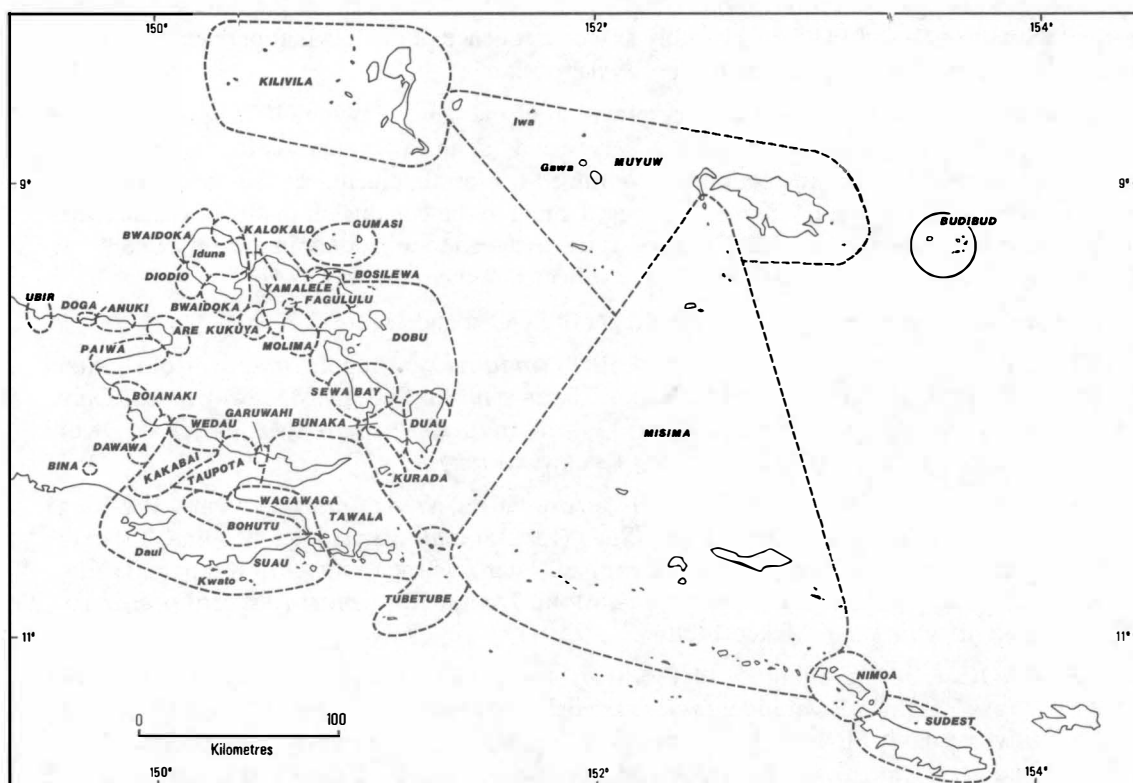 150°
152°
154°
KILIVILA
Iwa
Gawa
MUYUW
9°
9°
BUDIBUD
BWAIDOKA
KALOKALO
GUMASI
Iduna
DIODIO
YAMALELE
BOSILEWA
UBIR
DOGA
ANUKI
BWAIDOKA
FAGULULU
ARE
KUKUYA
MOLIMA
DOBU
PAIWA
BOIANAKI
SEWA BAY
GARUWAHI
WEDAU
BUNAKA
DUAU
MISIMA
DAWAWA
BINA
KAKABAI
TAUPOTA
KURADA
WAGAWAGA
TAWALA
BOHUTU
Daui
SUAU
Kwato
TUBETUBE
11°
11°
NIMOA
SUDEST
0
100
Kilometres
150°
152°
154°